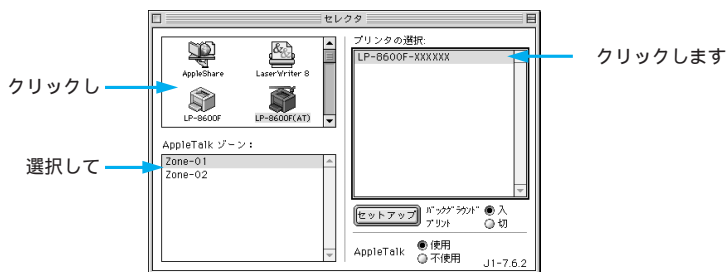 セレクタ
プリンタの選択:
AppleShare
LaserWriter 8
LP-8600F
LP-8600F(AT)
LP-8600F-XXXXXX
クリックし
クリックします
AppleTalk ゾーン:
選択して
Zone-01
Zone-02
セットアップ
バックグラウンド
プリント
入
切
AppleTalk
使用
不使用
J1-7.6.2